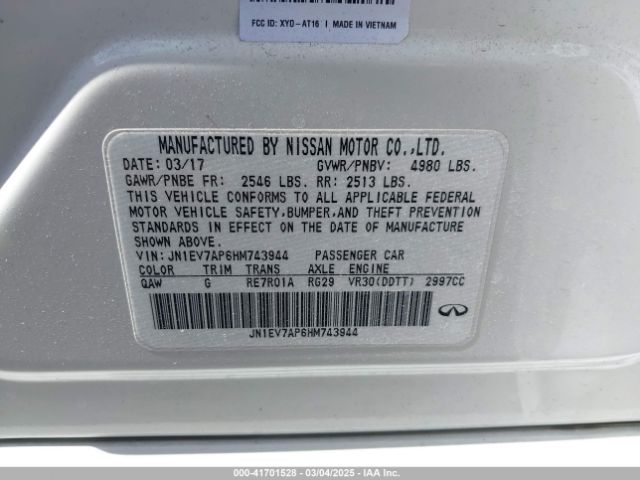 FCC ID: XYO-AT16 | MADE IN VIETNAM
MANUFACTURED BY NISSAN MOTOR CO.,LTD.
DATE: 03/17 GVWR/PNBV: 4980 LBS.
GAWR/PNBE FR: 2546 LBS. RR: 2513 LBS.
THIS VEHICLE CONFORMS TO ALL APPLICABLE FEDERAL
MOTOR VEHICLE SAFETY,BUMPER,AND THEFT PREVENTION
STANDARDS IN EFFECT ON THE DATE OF MANUFACTURE
SHOWN ABOVE.
VIN: JN1EV7AP6HM743944 PASSENGER CAR
COLOR TRIM TRANS AXLE ENGINE
QAW G RE7R01A RG29 VR30(DDTT) 2997CC
JN1EV7AP6HM743944
000-41701528 - 03/04/2025 - IAAI.com